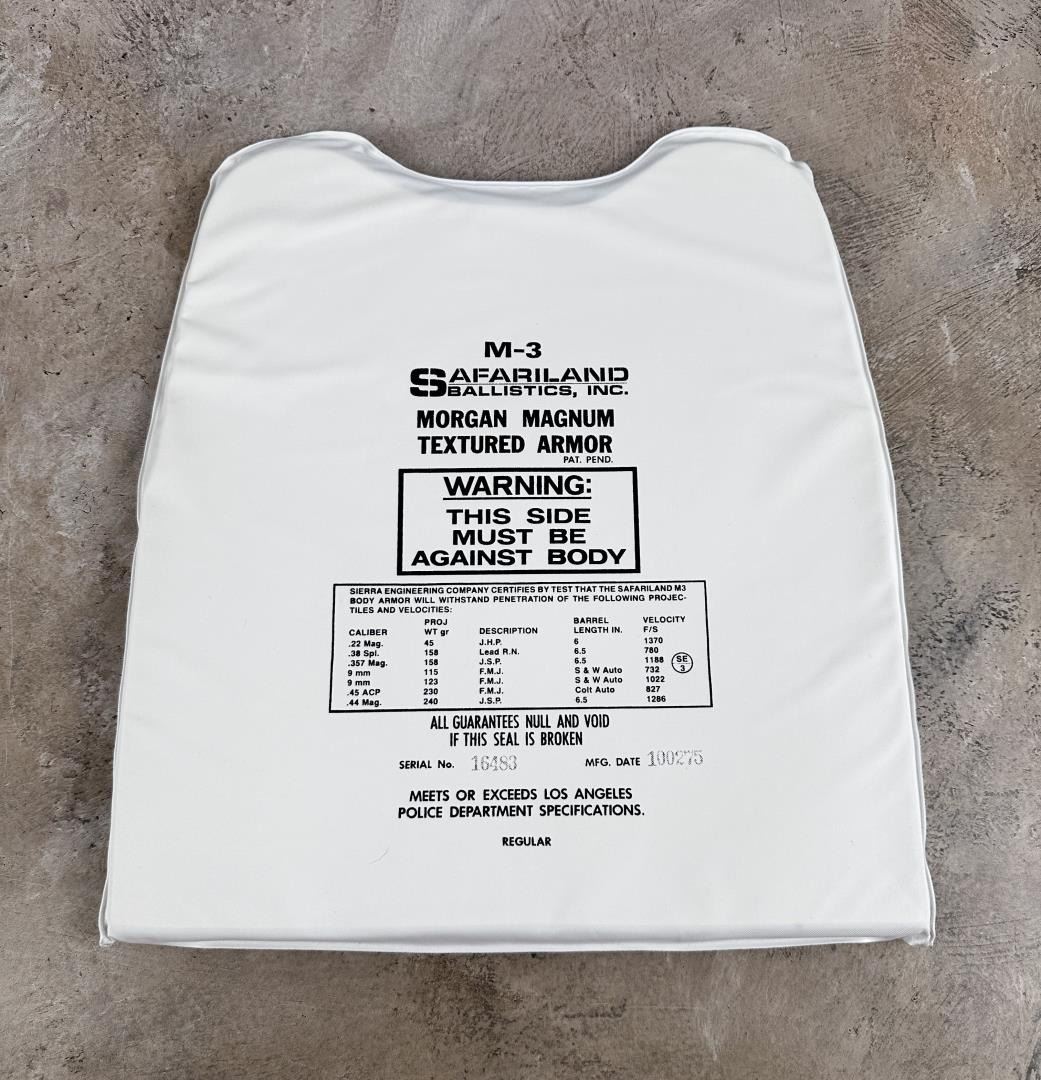 M-3
SAFARILAND
BALLISTICS, INC.
MORGAN MAGNUM
TEXTURED ARMOR
PAT. PEND.
WARNING:
THIS SIDE
MUST BE
AGAINST BODY
SIERRA ENGINEERING COMPANY CERTIFIES BY TEST THAT THE SAFARILAND M3
BODY ARMOR WILL WITHSTAND PENETRATION OF THE FOLLOWING PROJEC-
TILES AND VELOCITIES:
CALIBER PROJ WT gr DESCRIPTION BARREL LENGTH IN. VELOCITY F/S
.22 Mag. 45 J.H.P. 6 1370
.38 Spl. 158 Lead R.N. 6.5 780
.357 Mag. 158 J.S.P. 6.5 1188
9 mm 115 F.M.J. S & W Auto 732
9 mm 123 F.M.J. S & W Auto 1022
.45 ACP 230 F.M.J. Colt Auto 827
.44 Mag. 240 J.S.P. 6.5 1286
SE
3
ALL GUARANTEES NULL AND VOID
IF THIS SEAL IS BROKEN
SERIAL No. 16483 MFG. DATE 100275
MEETS OR EXCEEDS LOS ANGELES
POLICE DEPARTMENT SPECIFICATIONS.
REGULAR